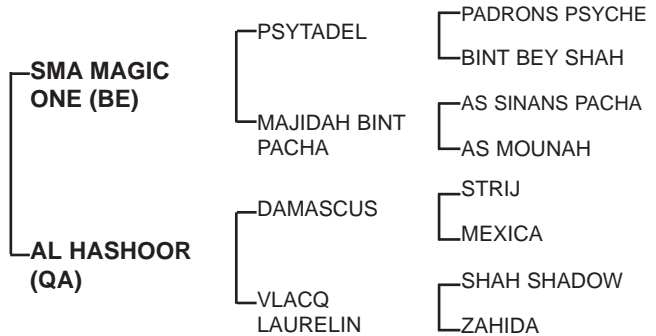 PADRONS PSYCHE
PSYTADEL
BINT BEY SHAH
SMA MAGIC
ONE (BE)
AS SINANS PACHA
MAJIDAH BINT
PACHA
AS MOUNAH
STRIJ
DAMASCUS
MEXICA
AL HASHOOR
(QA)
SHAH SHADOW
VLACQ
LAURELIN
ZAHIDA